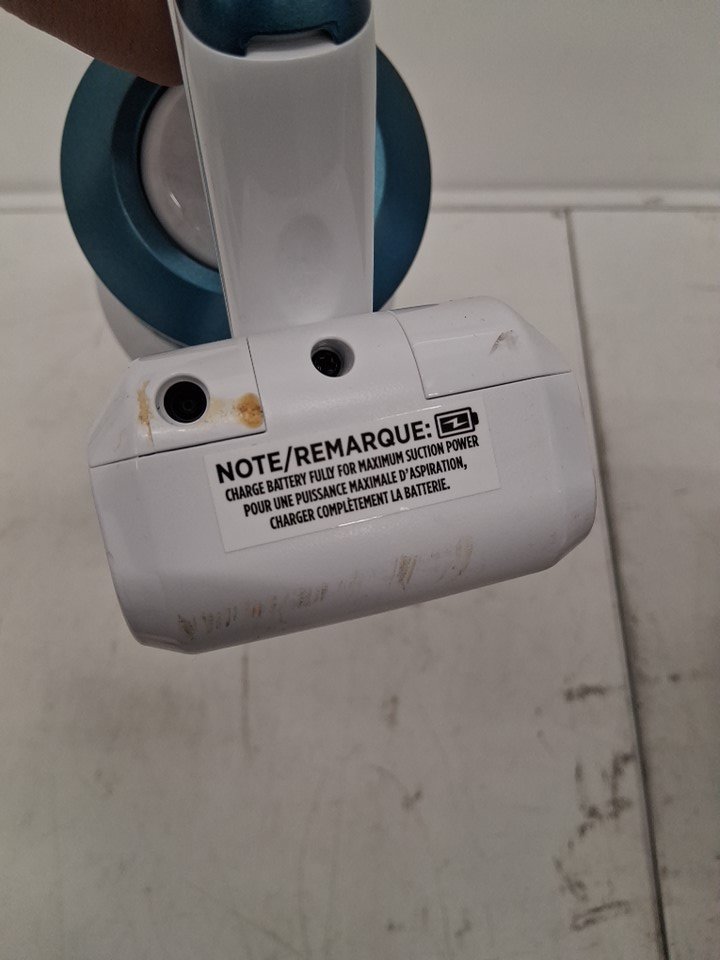 NOTE/REMARQUE:
CHARGE BATTERY FULLY FOR MAXIMUM SUCTION POWER
POUR UNE PUISSANCE MAXIMALE D'ASPIRATION,
CHARGER COMPLÈTEMENT LA BATTERIE.